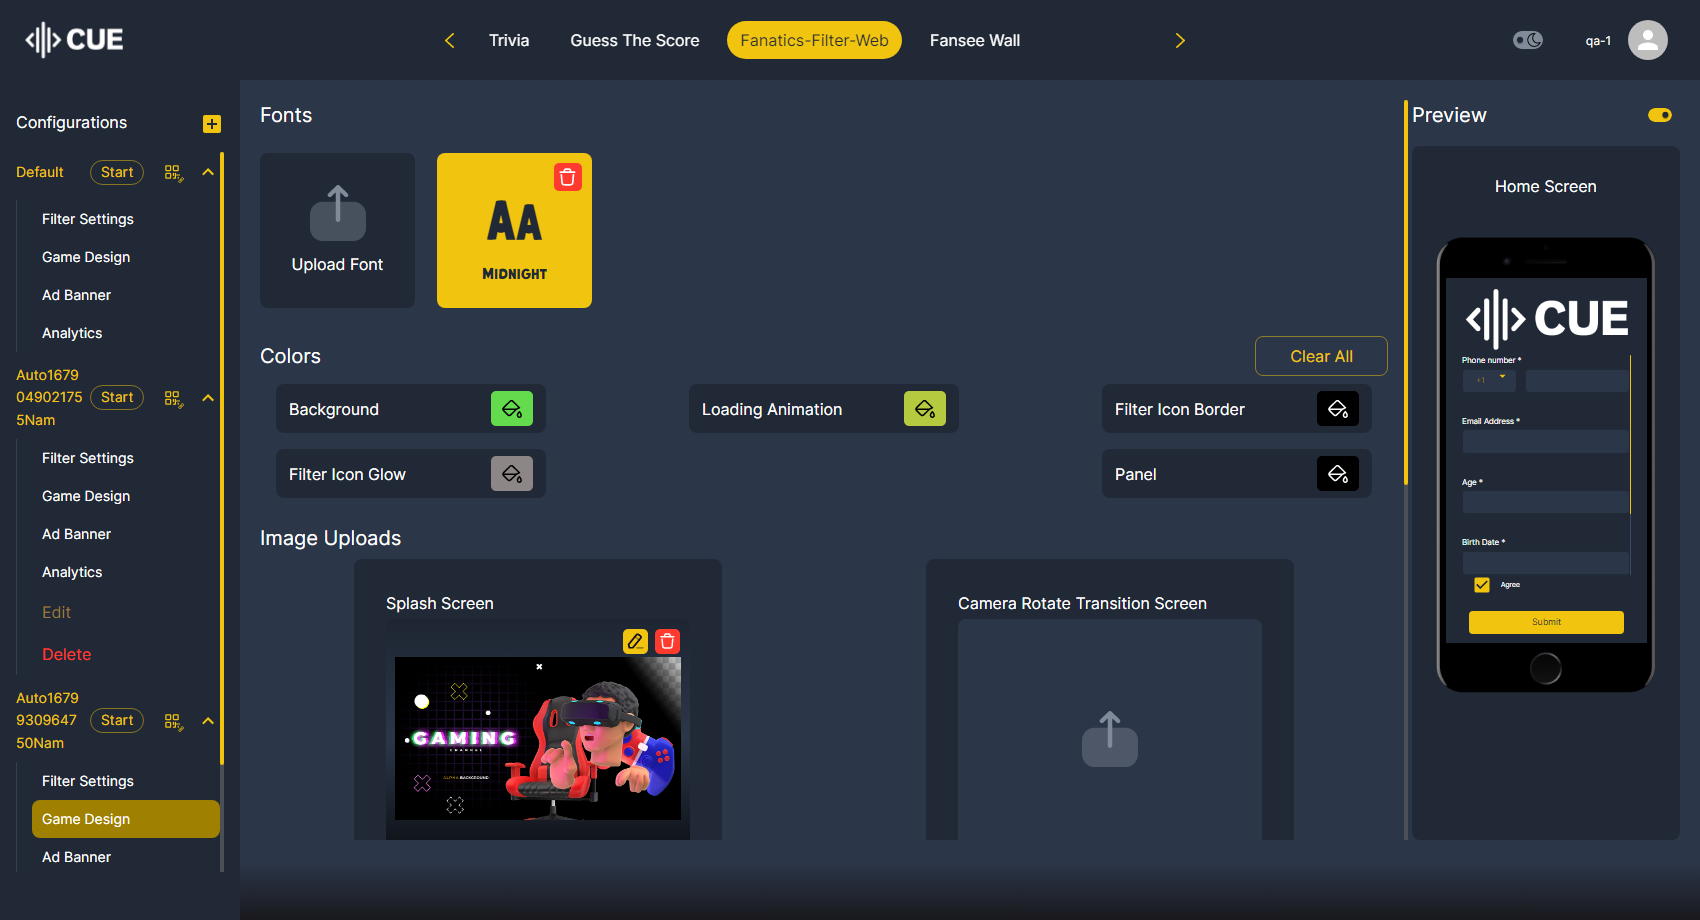 CUE
Trivia
Guess The Score
Fanatics-Filter-Web
Fansee Wall
qa-1
Configurations
Default
Start
Filter Settings
Game Design
Ad Banner
Analytics
Auto1679
04902175
5Nam
Start
Filter Settings
Game Design
Ad Banner
Analytics
Edit
Delete
Auto1679
9309647
50Nam
Start
Filter Settings
Game Design
Ad Banner
Fonts
Upload Font
AA
MIDNIGHT
Colors
Clear All
Background
Loading Animation
Filter Icon Border
Filter Icon Glow
Panel
Image Uploads
Splash Screen
GAMING
CHANNEL
ALPHA BACKGROUND
Camera Rotate Transition Screen
Preview
Home Screen
CUE
Phone number *
+1
Email Address *
Age *
Birth Date *
Agree
Submit